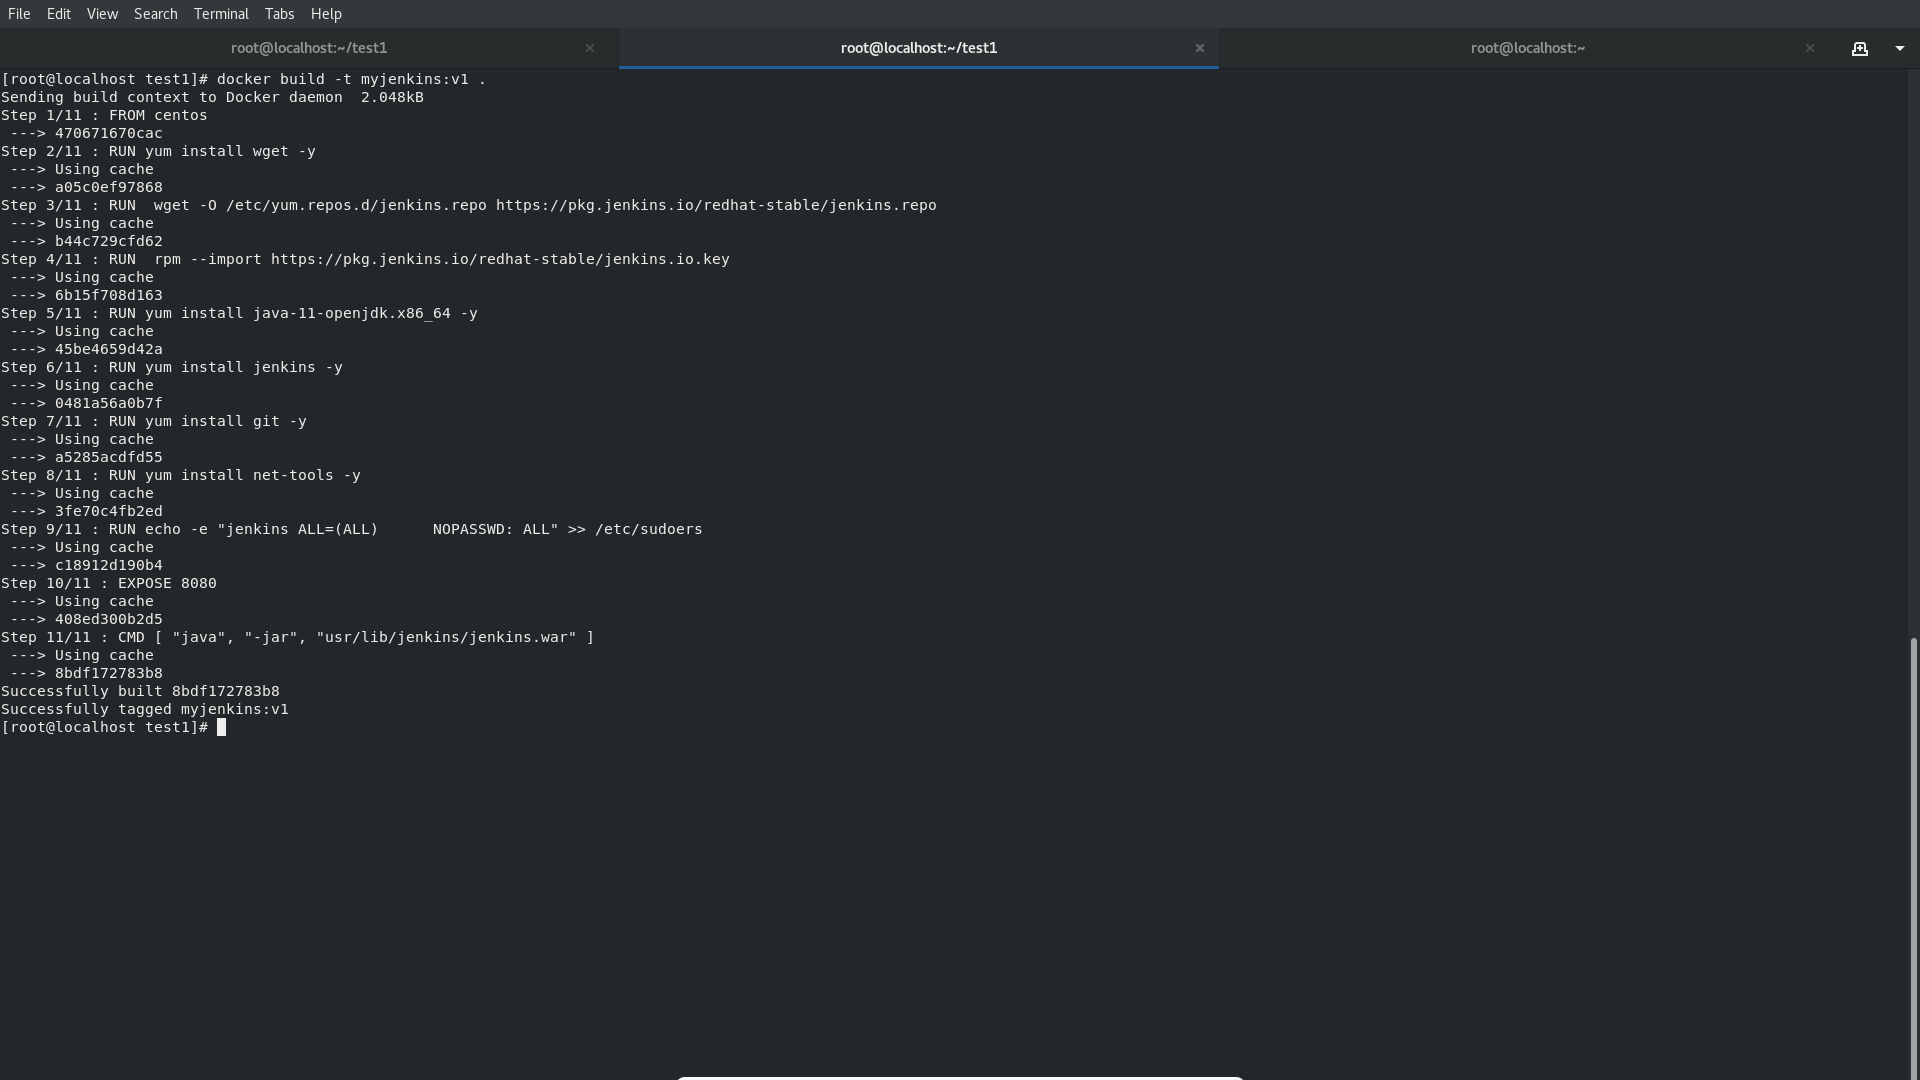 File Edit View Search Terminal Tabs Help
root@localhost:~/test1 × root@localhost:~/test1 × root@localhost:~ ×
[root@localhost test1]# docker build -t myjenkins:v1 .
Sending build context to Docker daemon  2.048kB
Step 1/11 : FROM centos
 ---> 470671670cac
Step 2/11 : RUN yum install wget -y
 ---> Using cache
 ---> a05c0ef97868
Step 3/11 : RUN  wget -O /etc/yum.repos.d/jenkins.repo https://pkg.jenkins.io/redhat-stable/jenkins.repo
 ---> Using cache
 ---> b44c729cfd62
Step 4/11 : RUN  rpm --import https://pkg.jenkins.io/redhat-stable/jenkins.io.key
 ---> Using cache
 ---> 6b15f708d163
Step 5/11 : RUN yum install java-11-openjdk.x86_64 -y
 ---> Using cache
 ---> 45be4659d42a
Step 6/11 : RUN yum install jenkins -y
 ---> Using cache
 ---> 0481a56a0b7f
Step 7/11 : RUN yum install git -y
 ---> Using cache
 ---> a5285acdfd55
Step 8/11 : RUN yum install net-tools -y
 ---> Using cache
 ---> 3fe70c4fb2ed
Step 9/11 : RUN echo -e "jenkins ALL=(ALL)      NOPASSWD: ALL" >> /etc/sudoers
 ---> Using cache
 ---> c18912d190b4
Step 10/11 : EXPOSE 8080
 ---> Using cache
 ---> 408ed300b2d5
Step 11/11 : CMD [ "java", "-jar", "usr/lib/jenkins/jenkins.war" ]
 ---> Using cache
 ---> 8bdf172783b8
Successfully built 8bdf172783b8
Successfully tagged myjenkins:v1
[root@localhost test1]#